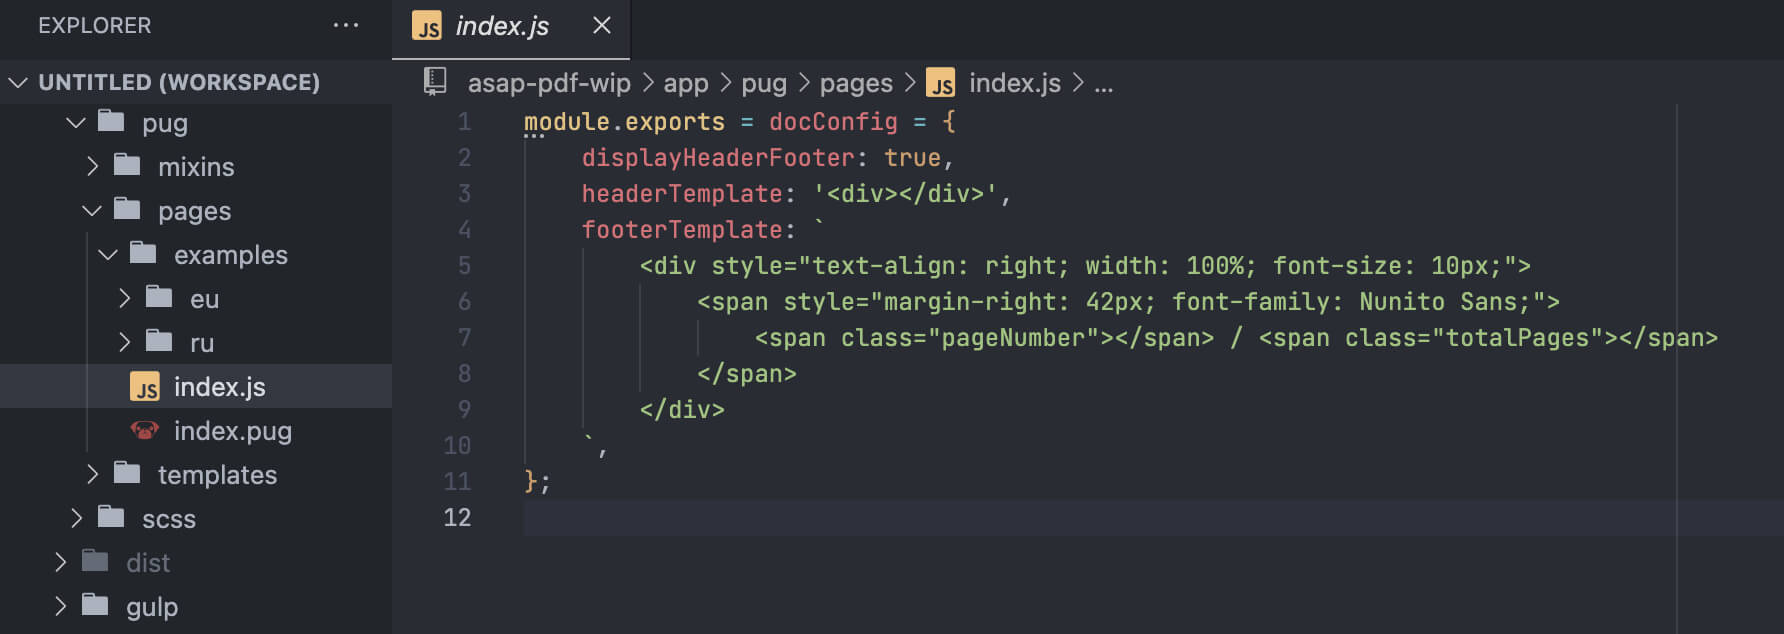 EXPLORER ...
UNTITLED (WORKSPACE)
pug
mixins
pages
examples
eu
ru
JS index.js
index.pug
templates
scss
dist
gulp
JS index.js
asap-pdf-wip > app > pug > pages > JS index.js > ...
1 module.exports = docConfig = {
2 displayHeaderFooter: true,
3 headerTemplate: '<div></div>',
4 footerTemplate: `
5 <div style="text-align: right; width: 100%; font-size: 10px;">
6 <span style="margin-right: 42px; font-family: Nunito Sans;">
7 <span class="pageNumber"></span> / <span class="totalPages"></span>
8 </span>
9 </div>
10 `,
11 };
12